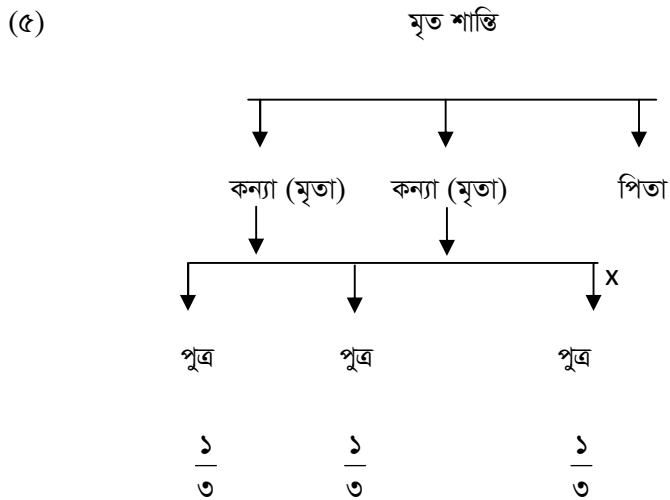 (৫) মৃত শান্তি
কন্যা (মৃতা) কন্যা (মৃতা) পিতা
x
পুত্র পুত্র পুত্র
১/৩ ১/৩ ১/৩